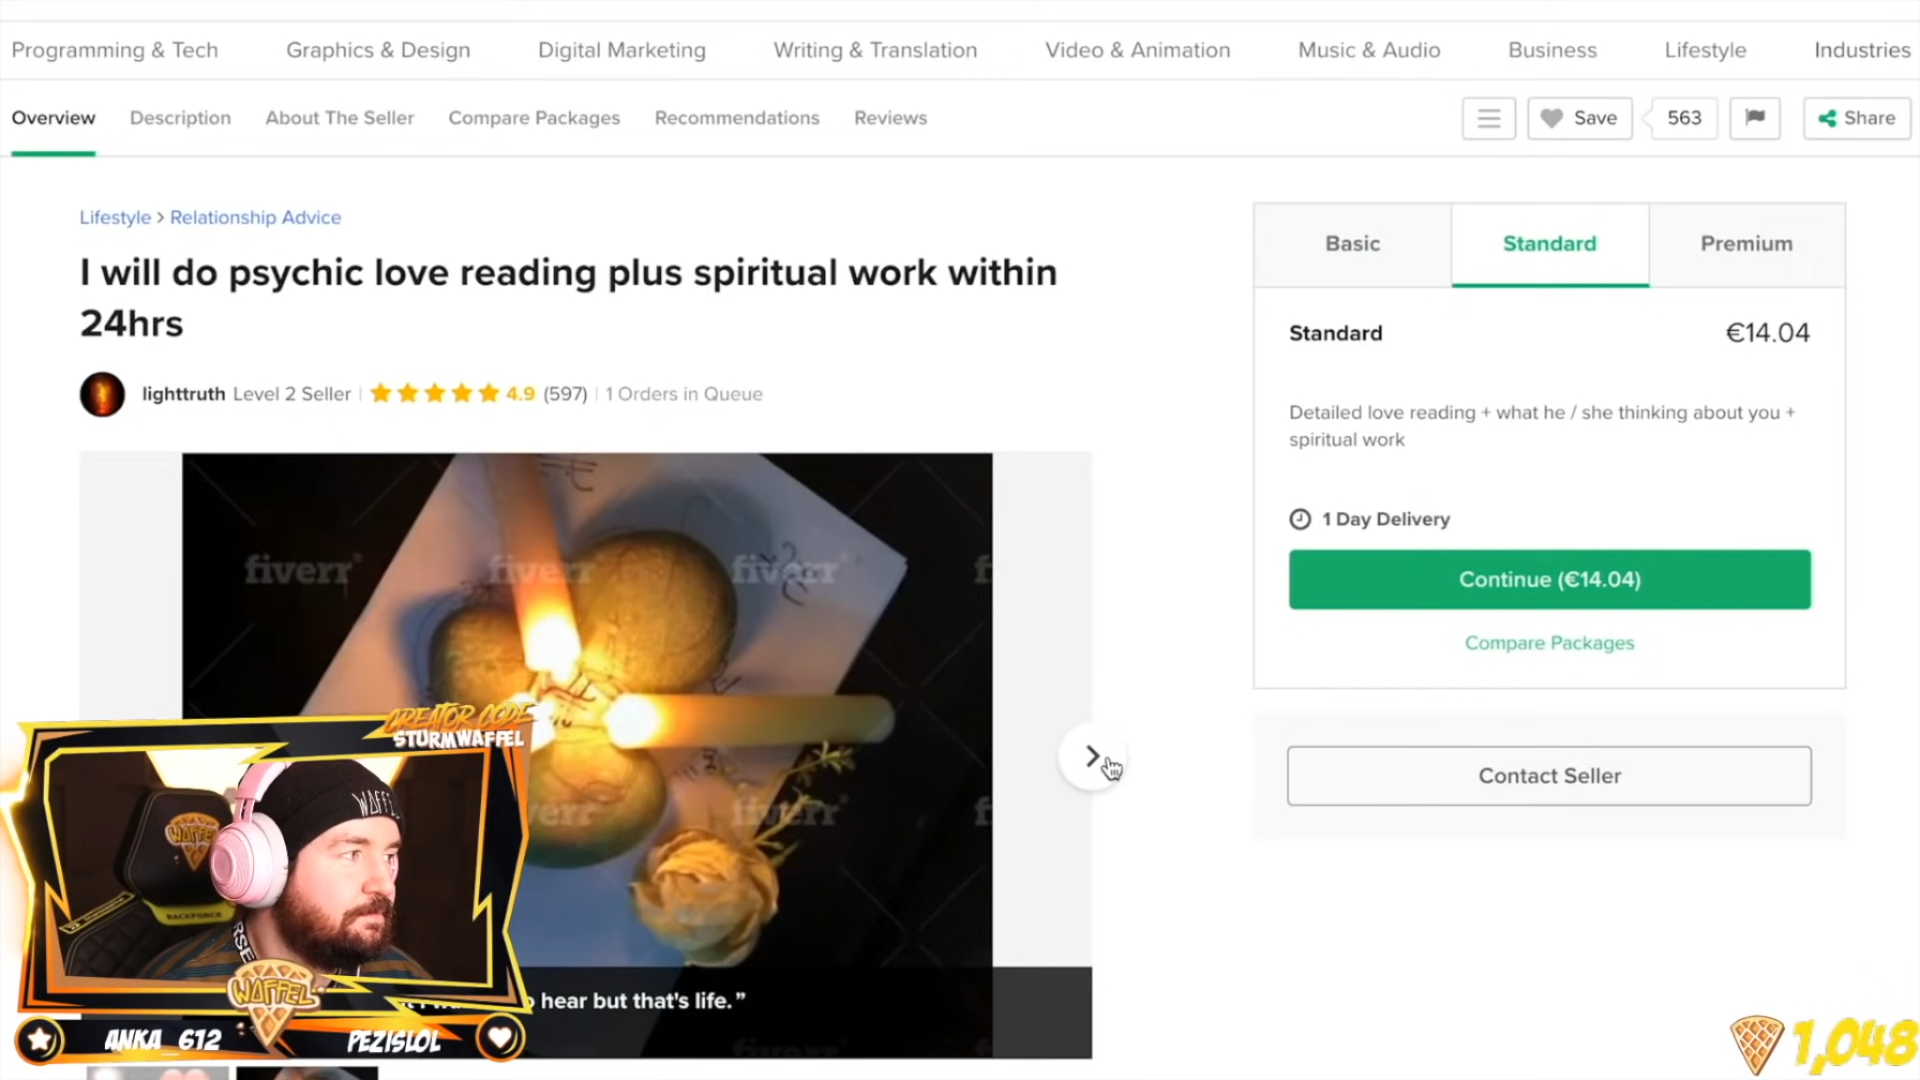 Programming & Tech Graphics & Design Digital Marketing Writing & Translation Video & Animation Music & Audio Business Lifestyle Industries
Overview Description About The Seller Compare Packages Recommendations Reviews Save 563 Share
Lifestyle > Relationship Advice
I will do psychic love reading plus spiritual work within
24hrs
lighttruth Level 2 Seller 4.9 (597) 1 Orders in Queue
Basic Standard Premium
Standard €14.04
Detailed love reading + what he / she thinking about you +
spiritual work
1 Day Delivery
Continue (€14.04)
Compare Packages
Contact Seller
fiverr fiverr fiverr
fiverr
CREATOR CODE
STURMWAFFEL
WAFFEL
BACKFORCE
WAFFEL
hear but that's life.”
ANKA_612 PEZISLOL
1,048